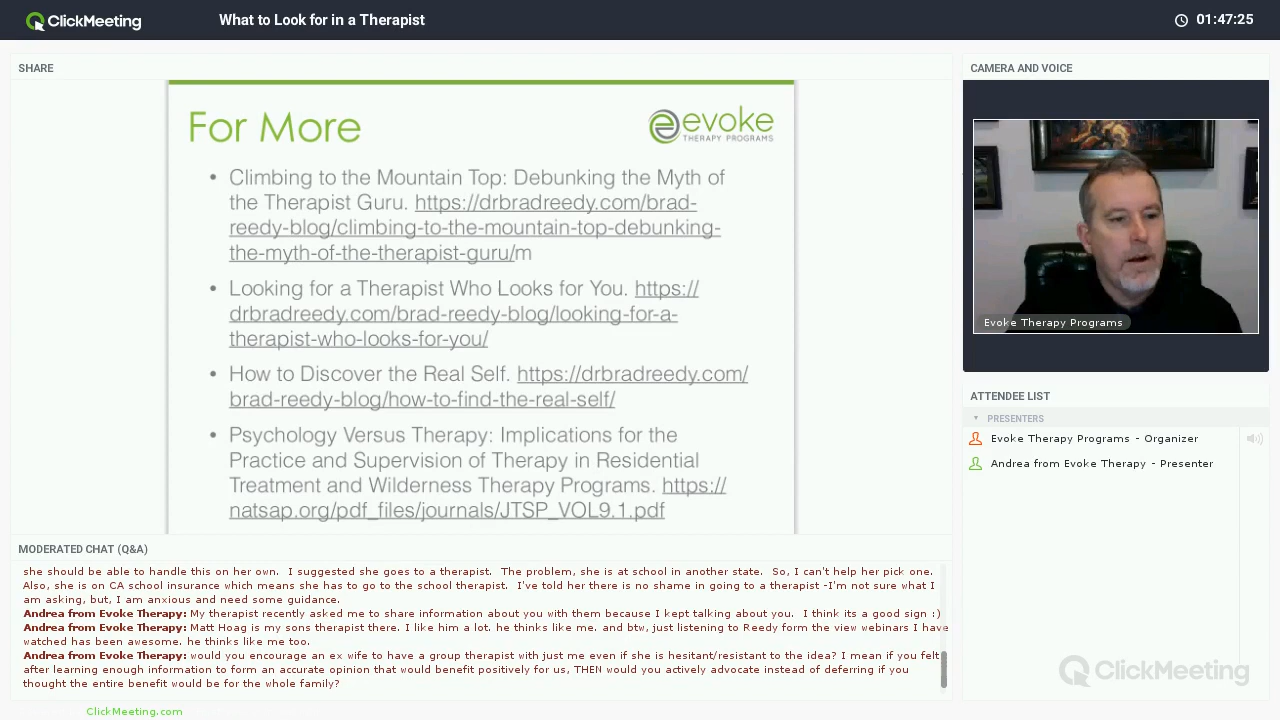 ClickMeeting
What to Look for in a Therapist
01:47:25
SHARE
For More
evoke
THERAPY PROGRAMS
• Climbing to the Mountain Top: Debunking the Myth of
the Therapist Guru. https://drbradreedy.com/brad-
reedy-blog/climbing-to-the-mountain-top-debunking-
the-myth-of-the-therapist-guru/m
• Looking for a Therapist Who Looks for You. https://
drbradreedy.com/brad-reedy-blog/looking-for-a-
therapist-who-looks-for-you/
• How to Discover the Real Self. https://drbradreedy.com/
brad-reedy-blog/how-to-find-the-real-self/
• Psychology Versus Therapy: Implications for the
Practice and Supervision of Therapy in Residential
Treatment and Wilderness Therapy Programs. https://
natsap.org/pdf_files/journals/JTSP_VOL9.1.pdf
CAMERA AND VOICE
Evoke Therapy Programs
ATTENDEE LIST
PRESENTERS
Evoke Therapy Programs - Organizer
Andrea from Evoke Therapy - Presenter
MODERATED CHAT (Q&A)
she should be able to handle this on her own. I suggested she goes to a therapist. The problem, she is at school in another state. So, I can't help her pick one.
Also, she is on CA school insurance which means she has to go to the school therapist. I've told her there is no shame in going to a therapist -I'm not sure what I
am asking, but, I am anxious and need some guidance.
Andrea from Evoke Therapy: My therapist recently asked me to share information about you with them because I kept talking about you. I think its a good sign :)
Andrea from Evoke Therapy: Matt Hoag is my sons therapist there. I like him a lot. he thinks like me. and btw, just listening to Reedy form the view webinars I have
watched has been awesome. he thinks like me too.
Andrea from Evoke Therapy: would you encourage an ex wife to have a group therapist with just me even if she is hesitant/resistant to the idea? I mean if you felt
after learning enough information to form an accurate opinion that would benefit positively for us, THEN would you actively advocate instead of deferring if you
thought the entire benefit would be for the whole family?
ClickMeeting
ClickMeeting.com